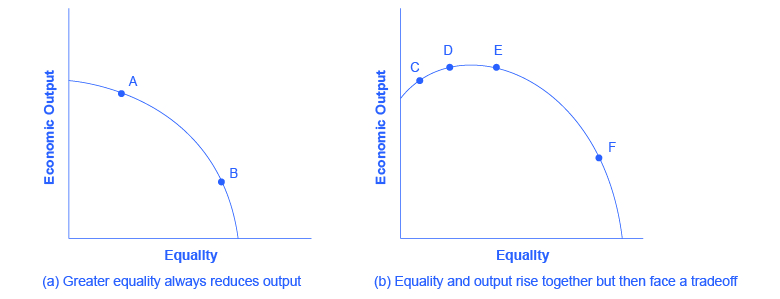 A
B
Economic Output
Equality
(a) Greater equality always reduces output
C
D
E
F
Economic Output
Equality
(b) Equality and output rise together but then face a tradeoff